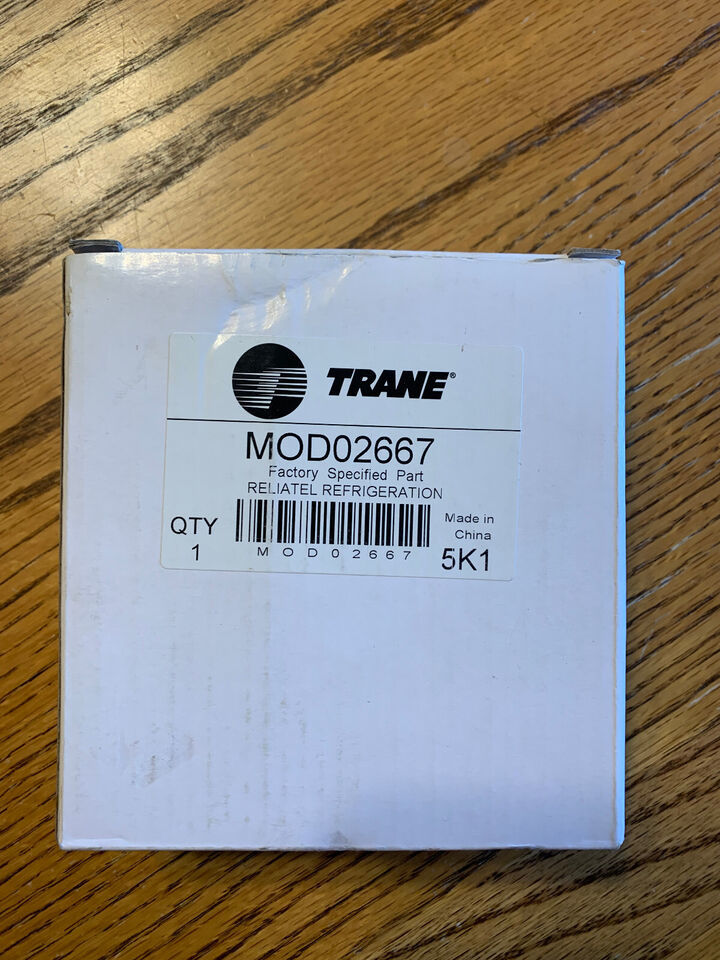 TRANE®
MOD02667
Factory Specified Part
RELIATEL REFRIGERATION
QTY
1
MOD02667
Made in
China
5K1